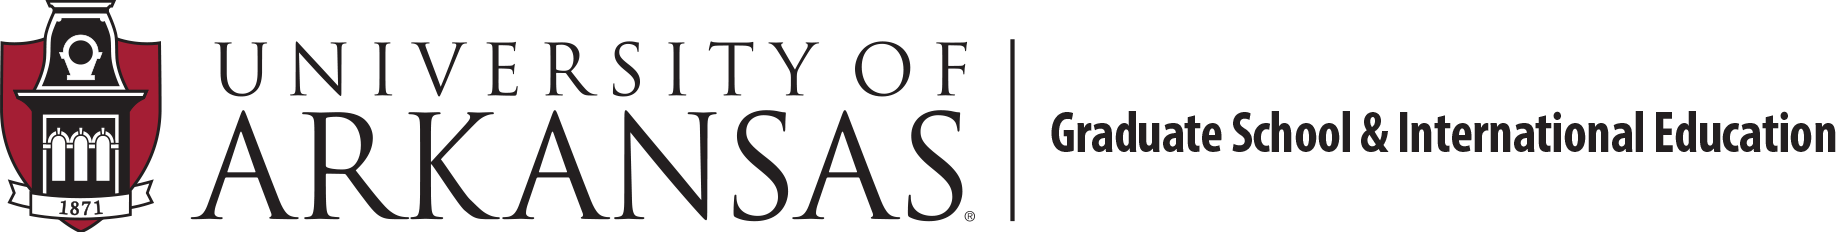 1871
UNIVERSITY OF
ARKANSAS®
Graduate School & International Education